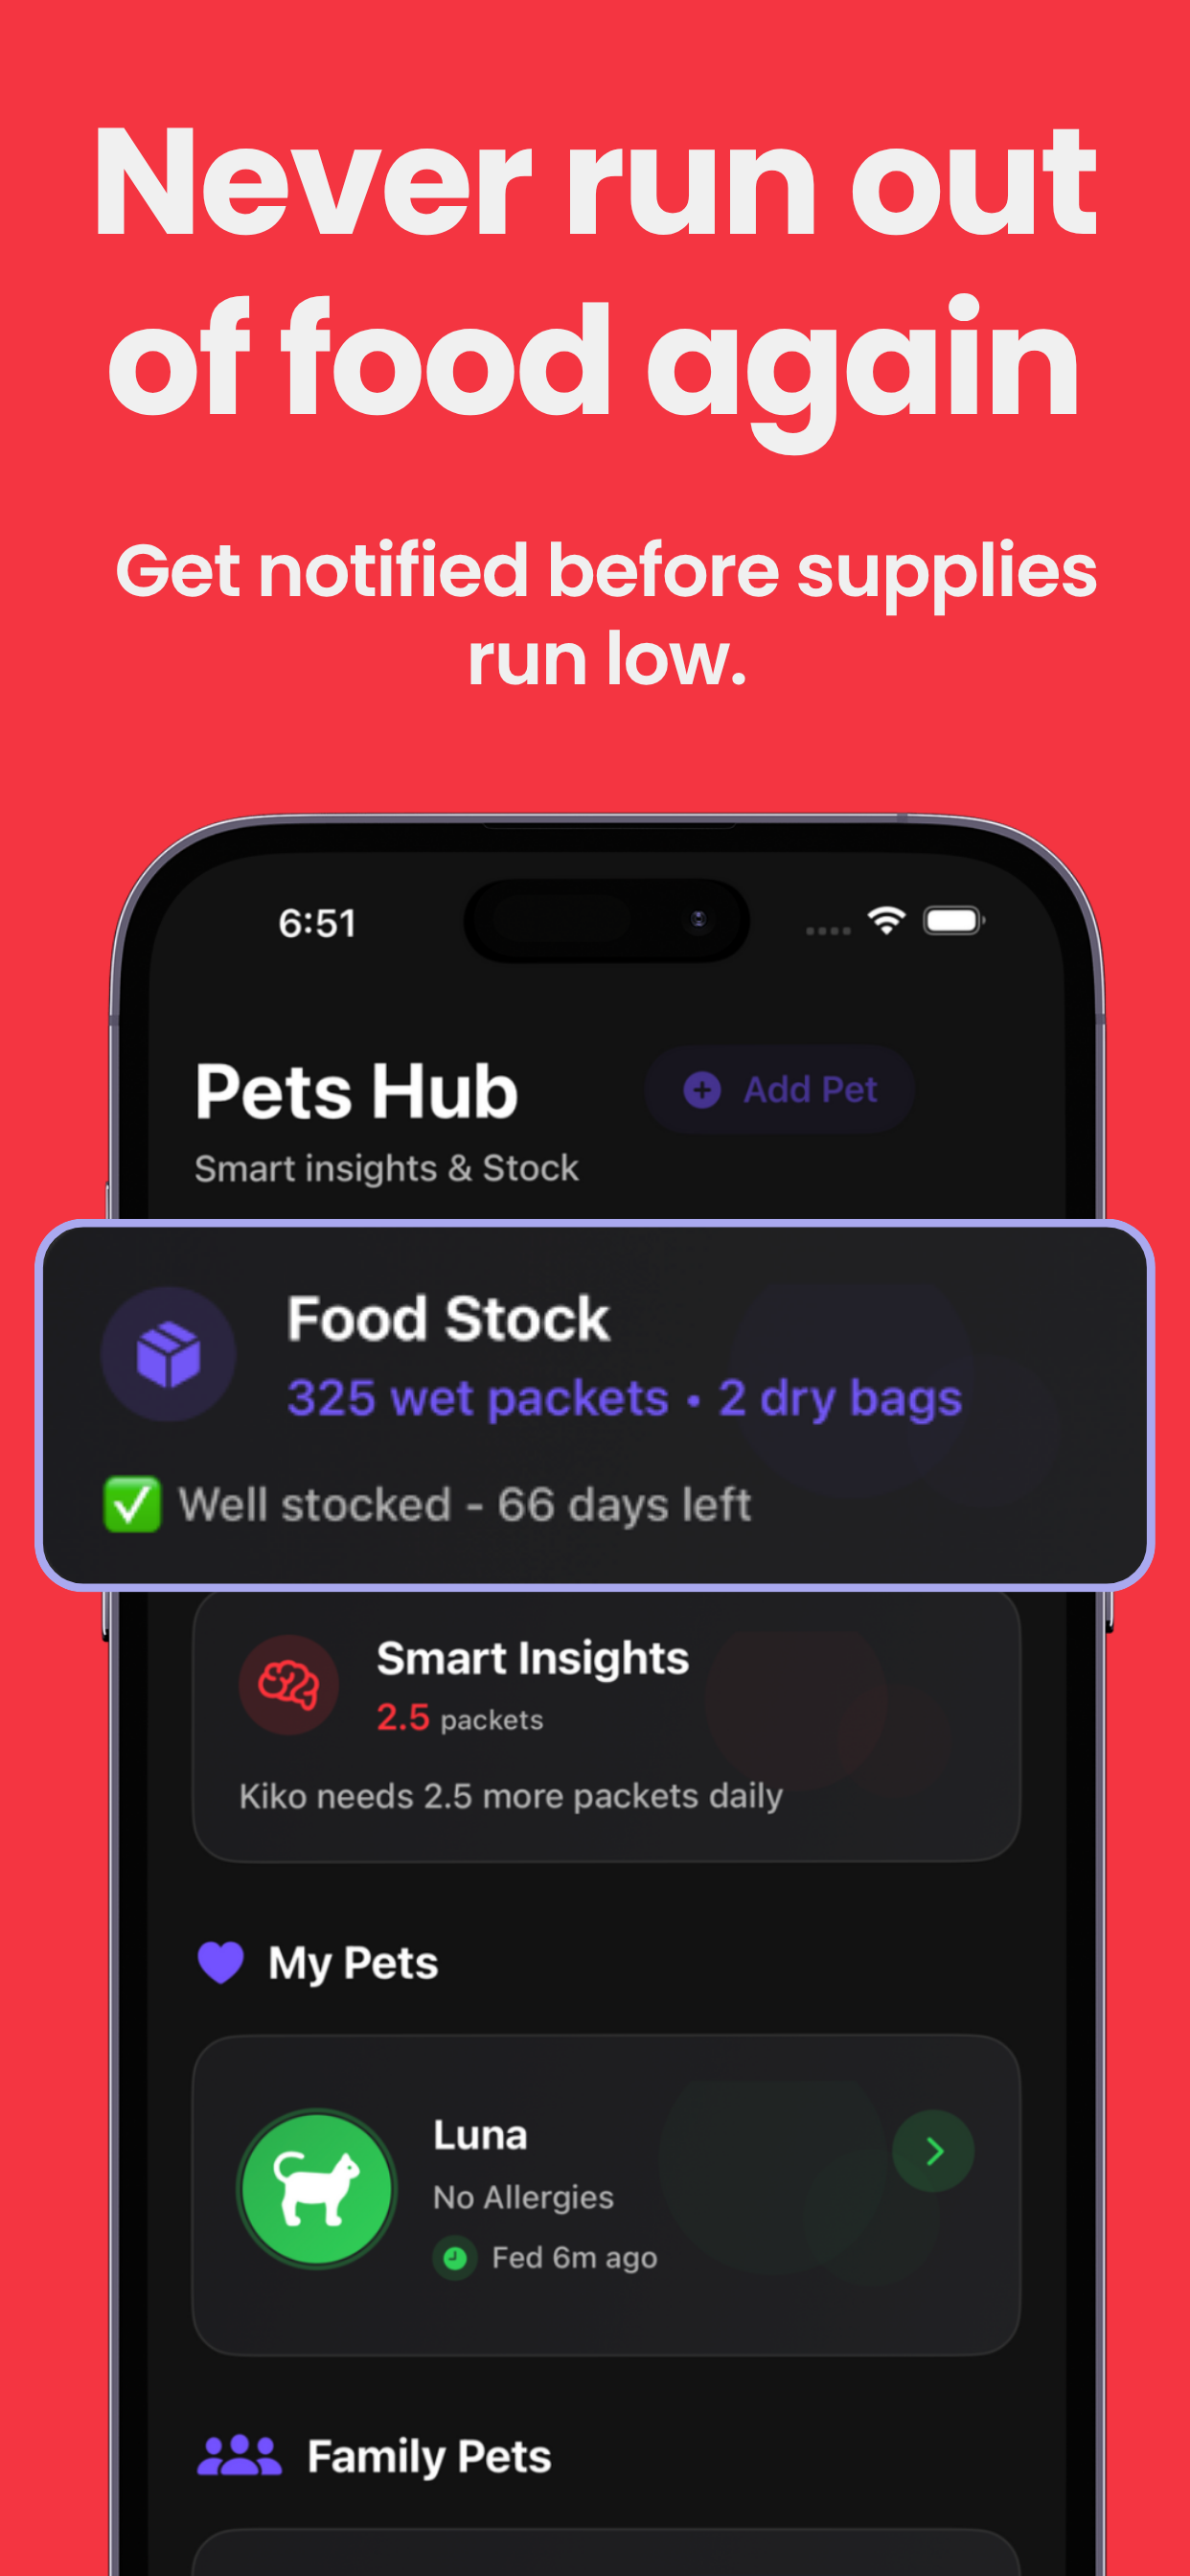 Never run out
of food again
Get notified before supplies
run low.
6:51
Pets Hub
Add Pet
Smart insights & Stock
Food Stock
325 wet packets • 2 dry bags
✅ Well stocked - 66 days left
Smart Insights
2.5 packets
Kiko needs 2.5 more packets daily
My Pets
Luna
No Allergies
Fed 6m ago
Family Pets